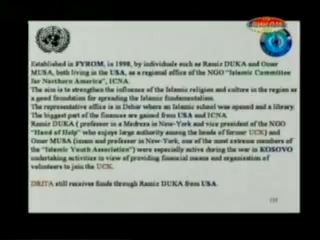 Established in FYROM, in 1998, by individuals such as Ramiz DUKA and Omar
MUSA, both living in the USA, as a regional office of the NGO "Islamic Committee
for Northern America", ICNA.
The aim is to strengthen the influence of the Islamic religion and culture in the region as
a good foundation for spreading the Islamic fundamentalism.
The representative office is in Debar where an Islamic school was opened and a library.
The biggest part of the finances are gained from USA and ICNA.
Ramiz DUKA ( professor in a Medresa in New-York and vice president of the NGO
"Hand of Help" who enjoys large authority among the heads of former UCK) and
Omar MUSA (imam and professor in New-York, one of the most extreme members of
the "Islamic Youth Association") were especially active during the war in KOSOVO
undertaking activities in view of providing financial means and organisation of
volunteers to join the UCK.
DRITA still receives funds through Ramiz DUKA from USA.